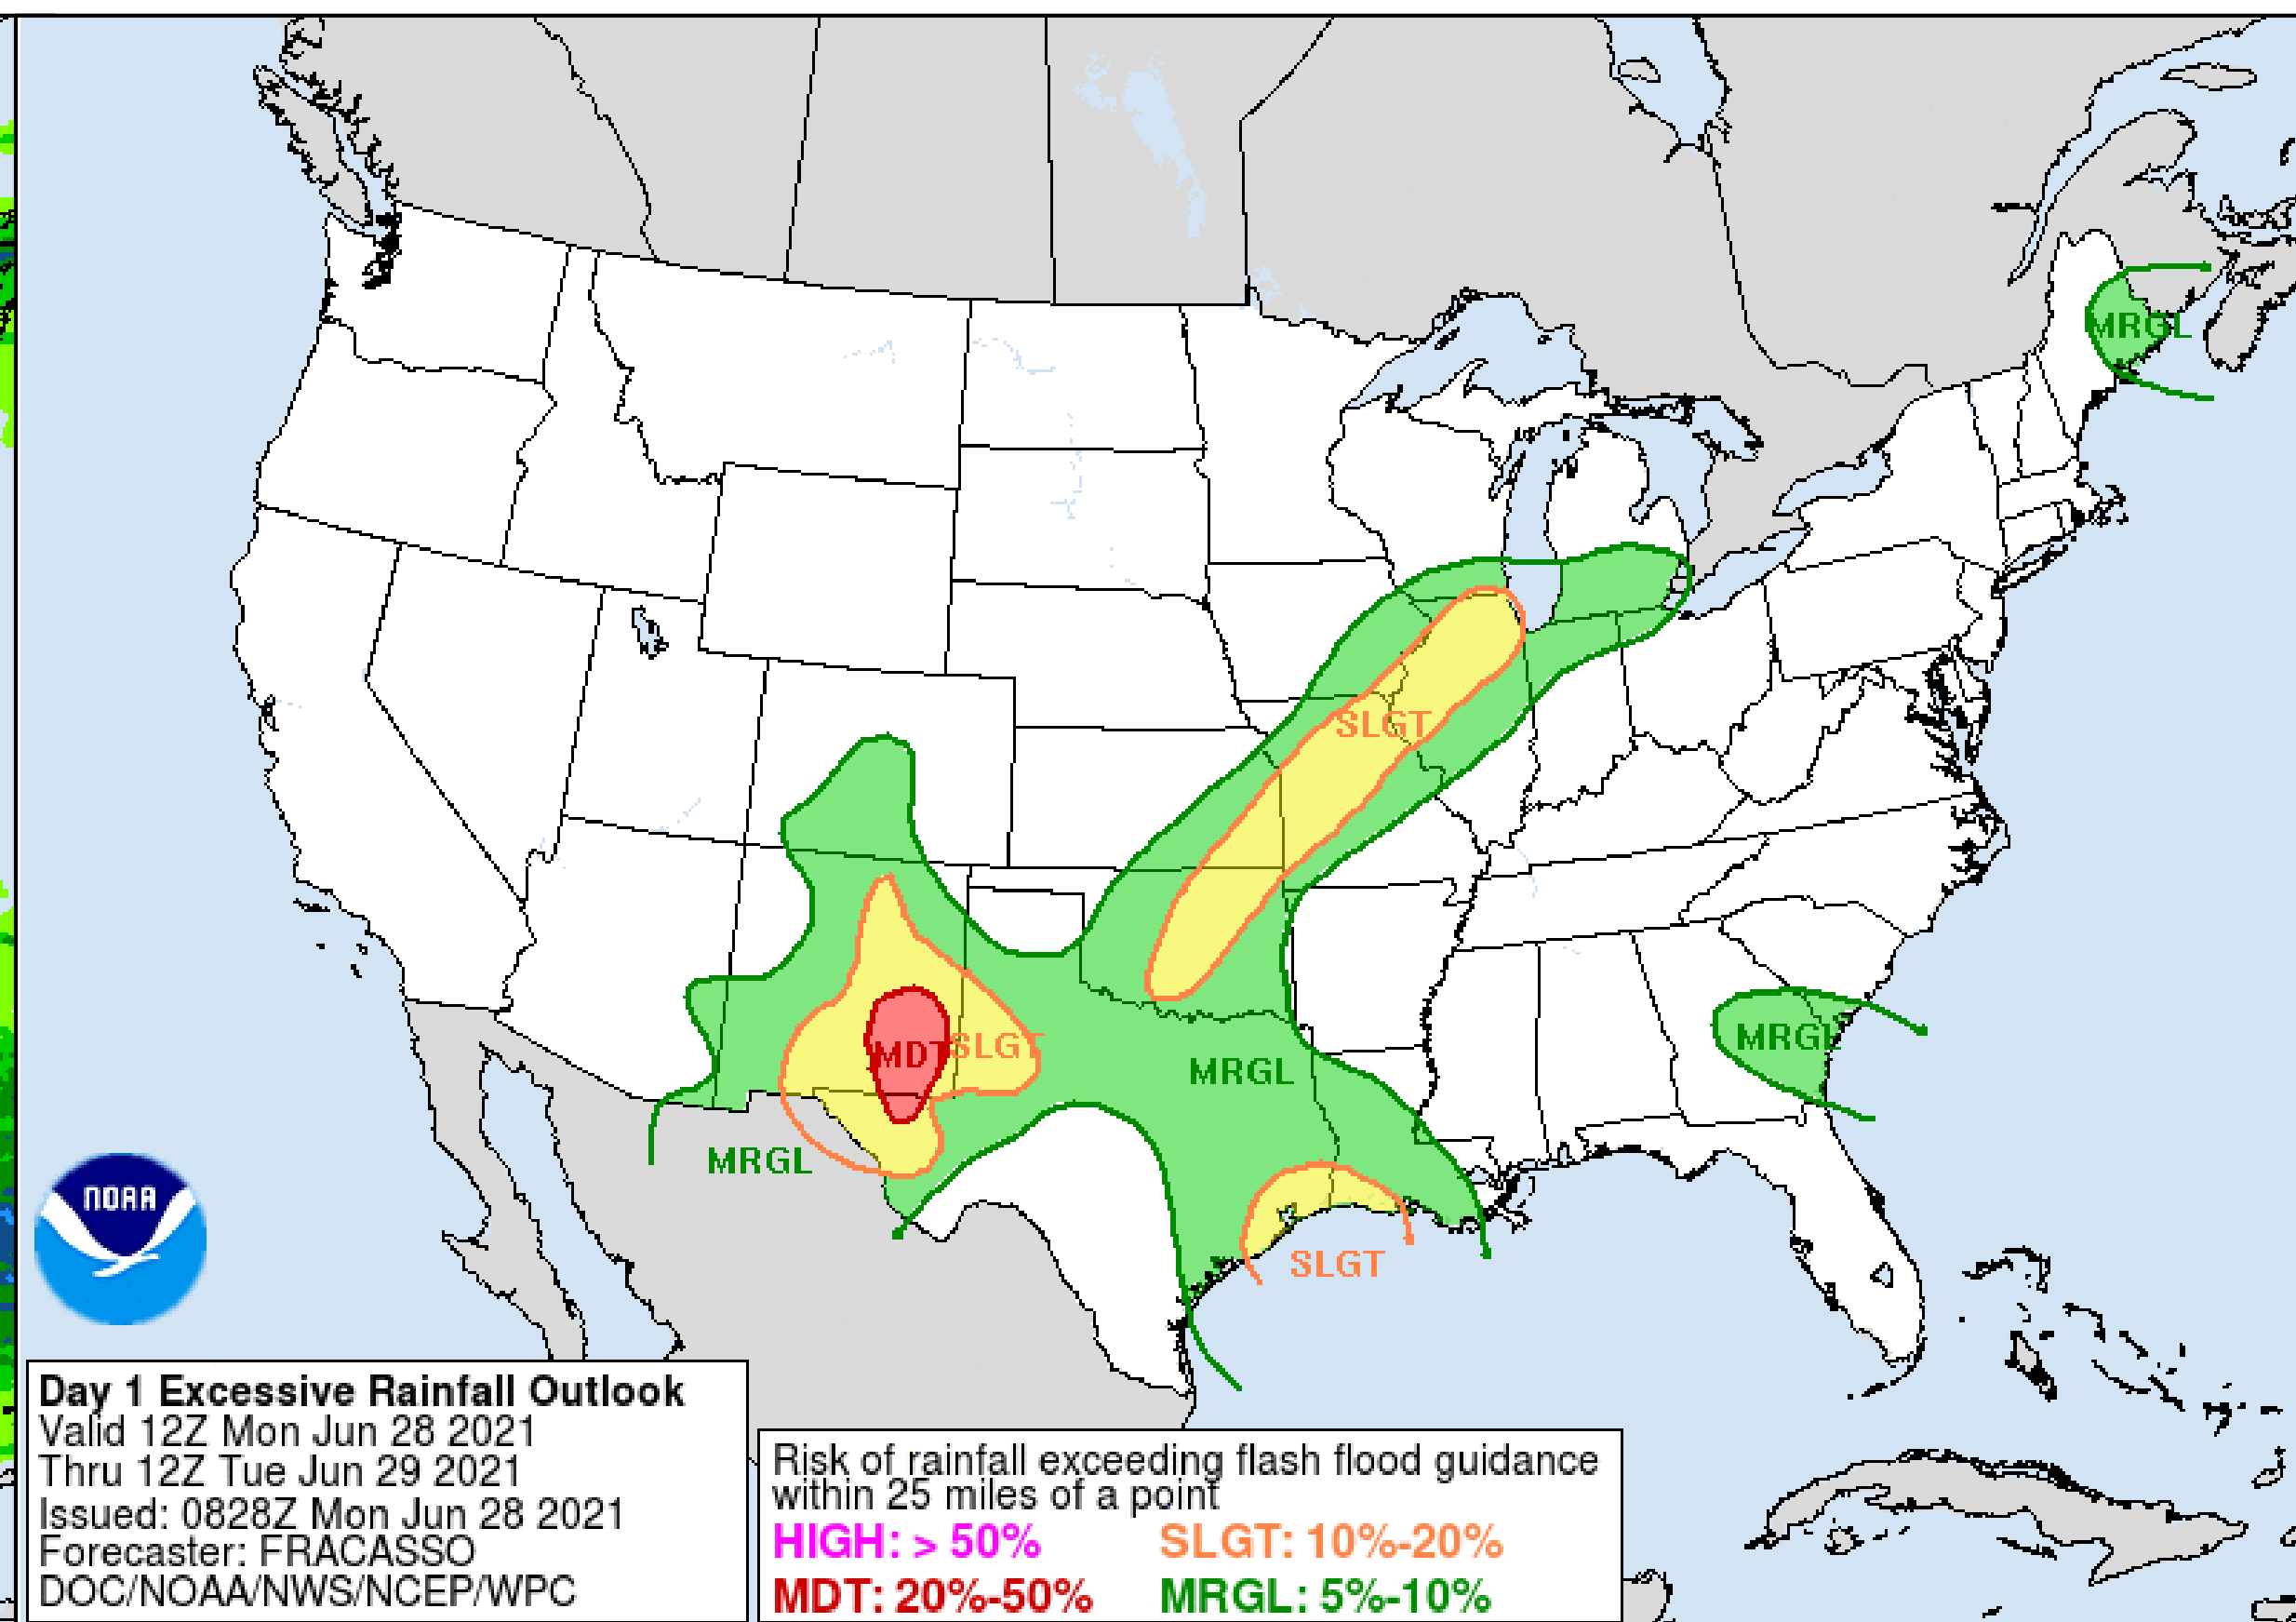 MRGL
SLGT
MDT
SLGT
MRGL
MRGL
MRGL
SLGT
NOAA
Day 1 Excessive Rainfall Outlook
Valid 12Z Mon Jun 28 2021
Thru 12Z Tue Jun 29 2021
Issued: 0828Z Mon Jun 28 2021
Forecaster: FRACASSO
DOC/NOAA/NWS/NCEP/WPC
Risk of rainfall exceeding flash flood guidance
within 25 miles of a point
HIGH: > 50% SLGT: 10%-20%
MDT: 20%-50% MRGL: 5%-10%